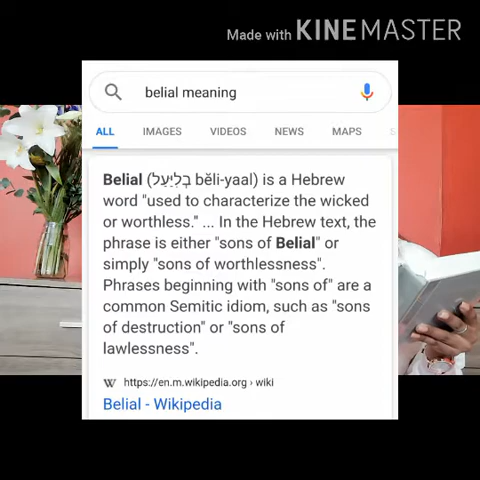 Made with KINEMASTER
belial meaning
ALL IMAGES VIDEOS NEWS MAPS S
Belial (בְּלִיַּעַל bĕli-yaal) is a Hebrew
word "used to characterize the wicked
or worthless." ... In the Hebrew text, the
phrase is either "sons of Belial" or
simply "sons of worthlessness".
Phrases beginning with "sons of" are a
common Semitic idiom, such as "sons
of destruction" or "sons of
lawlessness".
W https://en.m.wikipedia.org › wiki
Belial - Wikipedia